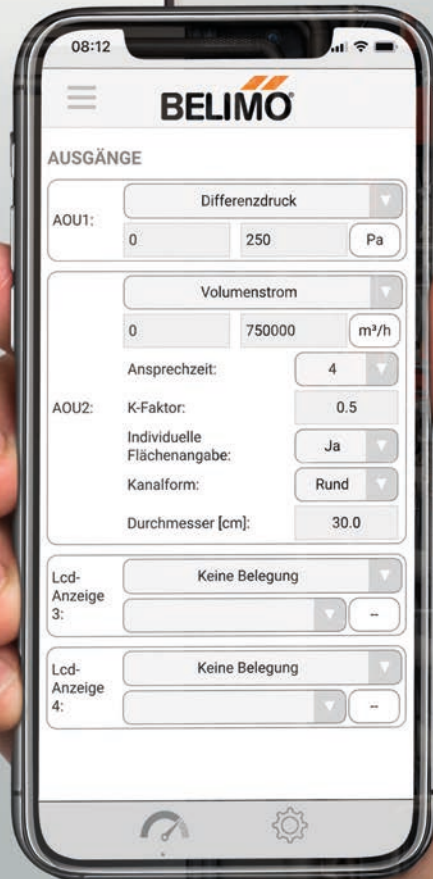 08:12
BELIMO®
AUSGÄNGE
AOU1:
Differenzdruck
0 250 Pa
AOU2:
Volumenstrom
0 750000 m³/h
Ansprechzeit: 4
K-Faktor: 0.5
Individuelle
Flächenangabe: Ja
Kanalform: Rund
Durchmesser [cm]: 30.0
Lcd-
Anzeige
3:
Keine Belegung
--
Lcd-
Anzeige
4:
Keine Belegung
--